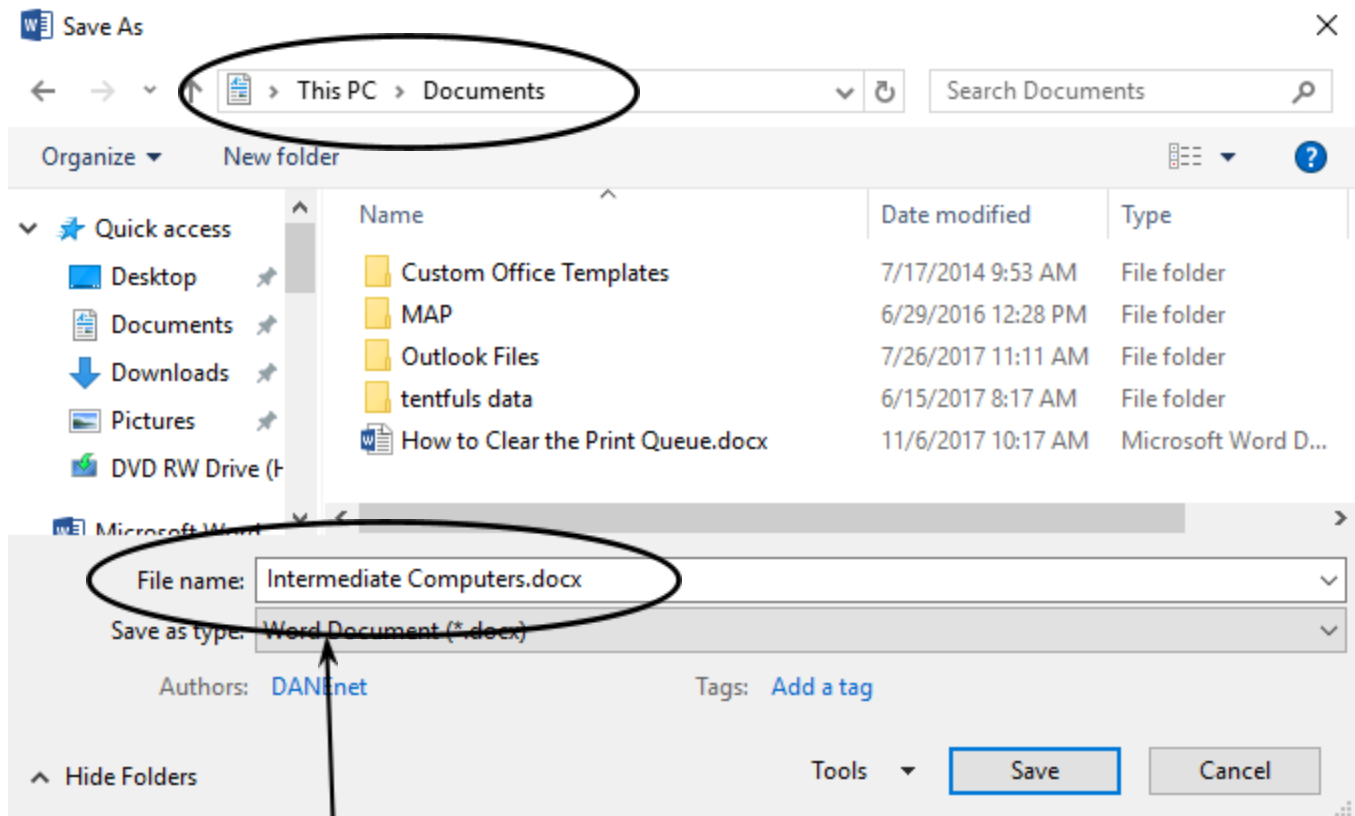 Save As
This PC > Documents
Search Documents
Organize
New folder
Name
Date modified
Type
Quick access
Desktop
Documents
Downloads
Pictures
DVD RW Drive (H
Microsoft Word
Custom Office Templates 7/17/2014 9:53 AM File folder
MAP 6/29/2016 12:28 PM File folder
Outlook Files 7/26/2017 11:11 AM File folder
tentfuls data 6/15/2017 8:17 AM File folder
How to Clear the Print Queue.docx 11/6/2017 10:17 AM Microsoft Word D...
File name: Intermediate Computers.docx
Save as type: Word Document (*.docx)
Authors: DANEnet Tags: Add a tag
Hide Folders
Tools
Save
Cancel